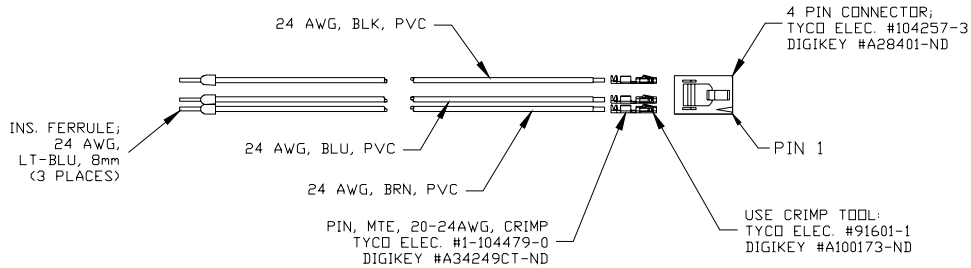 24 AWG, BLK, PVC
4 PIN CONNECTOR;
TYCO ELEC. #104257-3
DIGIKEY #A28401-ND
INS. FERRULE;
24 AWG,
LT-BLU, 8mm
(3 PLACES)
24 AWG, BLU, PVC
PIN 1
24 AWG, BRN, PVC
PIN, MTE, 20-24AWG, CRIMP
TYCO ELEC. #1-104479-0
DIGIKEY #A34249CT-ND
USE CRIMP TOOL:
TYCO ELEC. #91601-1
DIGIKEY #A100173-ND